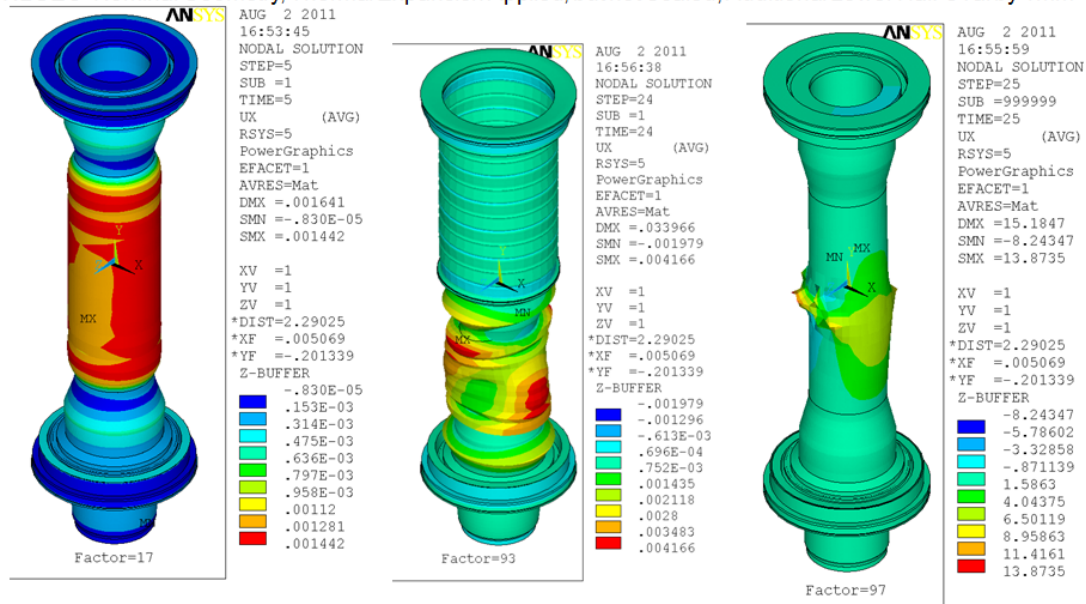 ANSYS
AUG 2 2011
16:53:45
NODAL SOLUTION
STEP=5
SUB =1
TIME=5
UX (AVG)
RSYS=5
PowerGraphics
EFACET=1
AVRES=Mat
DMX =.001641
SMN =-.830E-05
SMX =.001442
XV =1
YV =1
ZV =1
*DIST=2.29025
*XF =.005069
*YF =-.201339
Z-BUFFER
-.830E-05
.153E-03
.314E-03
.475E-03
.636E-03
.797E-03
.958E-03
.00112
.001281
.001442
Y
X
MX
MN
Factor=17
ANSYS
AUG 2 2011
16:56:38
NODAL SOLUTION
STEP=24
SUB =1
TIME=24
UX (AVG)
RSYS=5
PowerGraphics
EFACET=1
AVRES=Mat
DMX =.033966
SMN =-.001979
SMX =.004166
XV =1
YV =1
ZV =1
*DIST=2.29025
*XF =.005069
*YF =-.201339
Z-BUFFER
-.001979
-.001296
-.613E-03
.696E-04
.752E-03
.001435
.002118
.0028
.003483
.004166
Y
X
MN
MX
Factor=93
ANSYS
AUG 2 2011
16:55:59
NODAL SOLUTION
STEP=25
SUB =999999
TIME=25
UX (AVG)
RSYS=5
PowerGraphics
EFACET=1
AVRES=Mat
DMX =15.1847
SMN =-8.24347
SMX =13.8735
XV =1
YV =1
ZV =1
*DIST=2.29025
*XF =.005069
*YF =-.201339
Z-BUFFER
-8.24347
-5.78602
-3.32858
-.871139
1.5863
4.04375
6.50119
8.95863
11.4161
13.8735
MN
Y
MX
X
Factor=97